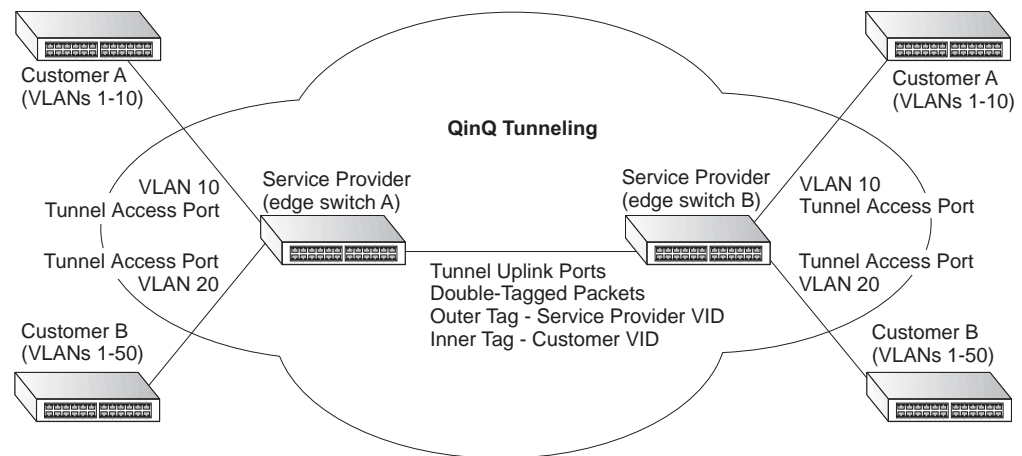 Customer A
(VLANs 1-10)
Customer A
(VLANs 1-10)
QinQ Tunneling
VLAN 10
Tunnel Access Port
Service Provider
(edge switch A)
Service Provider
(edge switch B)
VLAN 10
Tunnel Access Port
Tunnel Access Port
VLAN 20
Tunnel Uplink Ports
Double-Tagged Packets
Outer Tag - Service Provider VID
Inner Tag - Customer VID
Tunnel Access Port
VLAN 20
Customer B
(VLANs 1-50)
Customer B
(VLANs 1-50)